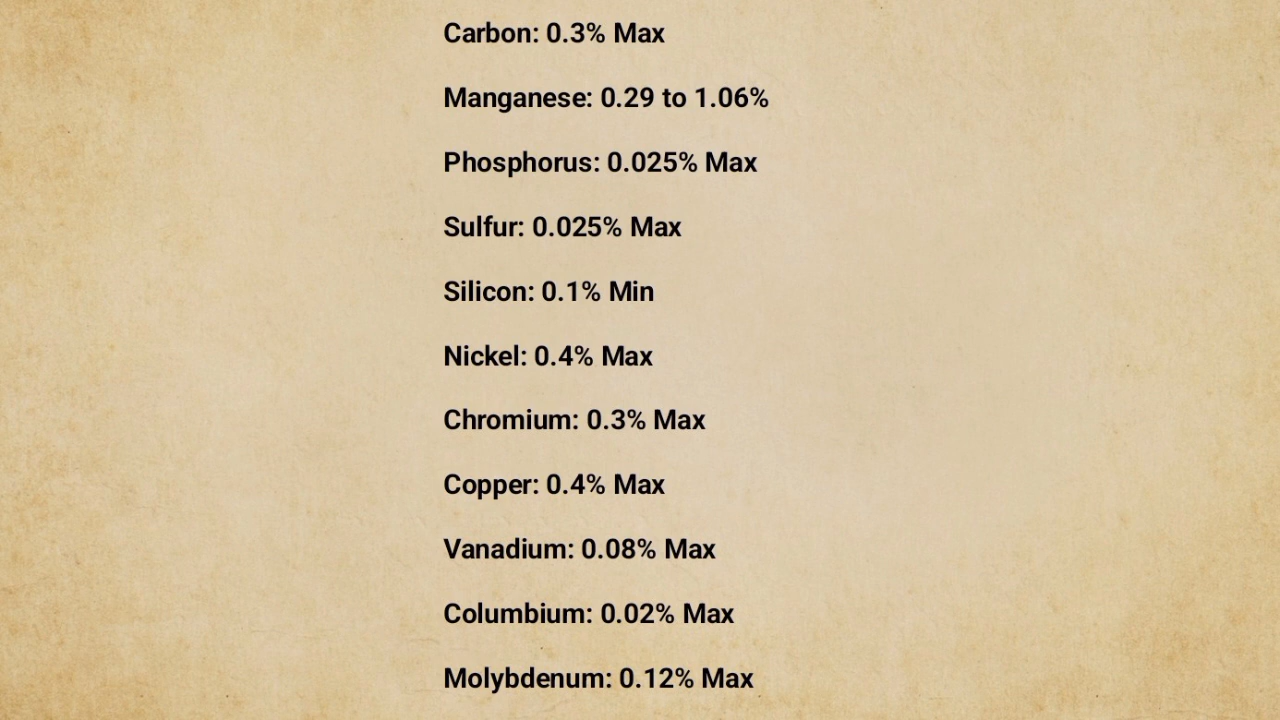 Carbon: 0.3% Max
Manganese: 0.29 to 1.06%
Phosphorus: 0.025% Max
Sulfur: 0.025% Max
Silicon: 0.1% Min
Nickel: 0.4% Max
Chromium: 0.3% Max
Copper: 0.4% Max
Vanadium: 0.08% Max
Columbium: 0.02% Max
Molybdenum: 0.12% Max